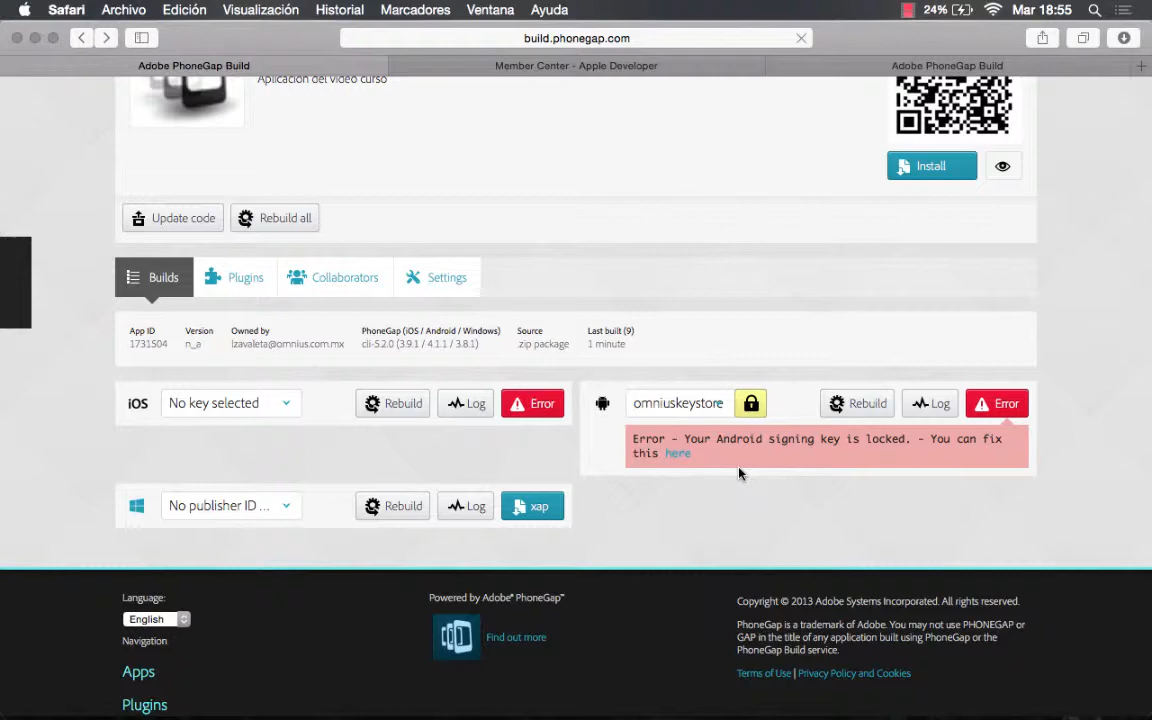 Safari Archivo Edición Visualización Historial Marcadores Ventana Ayuda 24% Mar 18:55
build.phonegap.com
Adobe PhoneGap Build Member Center - Apple Developer Adobe PhoneGap Build
Aplicación del video curso
Install
Update code Rebuild all
Builds Plugins Collaborators Settings
App ID Version Owned by PhoneGap (iOS / Android / Windows) Source Last built (9)
1731504 n_a lzavaleta@omnius.com.mx cli-5.2.0 (3.9.1 / 4.1.1 / 3.8.1) .zip package 1 minute
iOS No key selected Rebuild Log Error omniuskeystore Rebuild Log Error
Error - Your Android signing key is locked. - You can fix
this here
No publisher ID ... Rebuild Log xap
Language:
English
Navigation
Apps
Plugins
Powered by Adobe® PhoneGap™
Find out more
Copyright © 2013 Adobe Systems Incorporated. All rights reserved.
PhoneGap is a trademark of Adobe. You may not use PHONEGAP or
GAP in the title of any application built using PhoneGap or the
PhoneGap Build service.
Terms of Use | Privacy Policy and Cookies